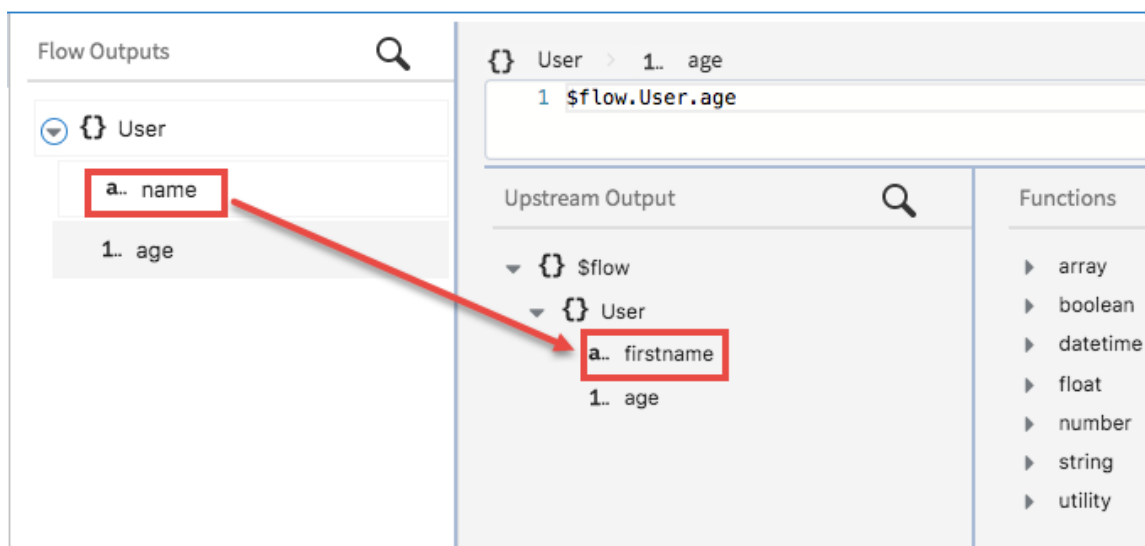 Flow Outputs
{} User
a.. name
1.. age
{} User > 1.. age
1 $flow.User.age
Upstream Output
{} $flow
{} User
a.. firstname
1.. age
Functions
array
boolean
datetime
float
number
string
utility